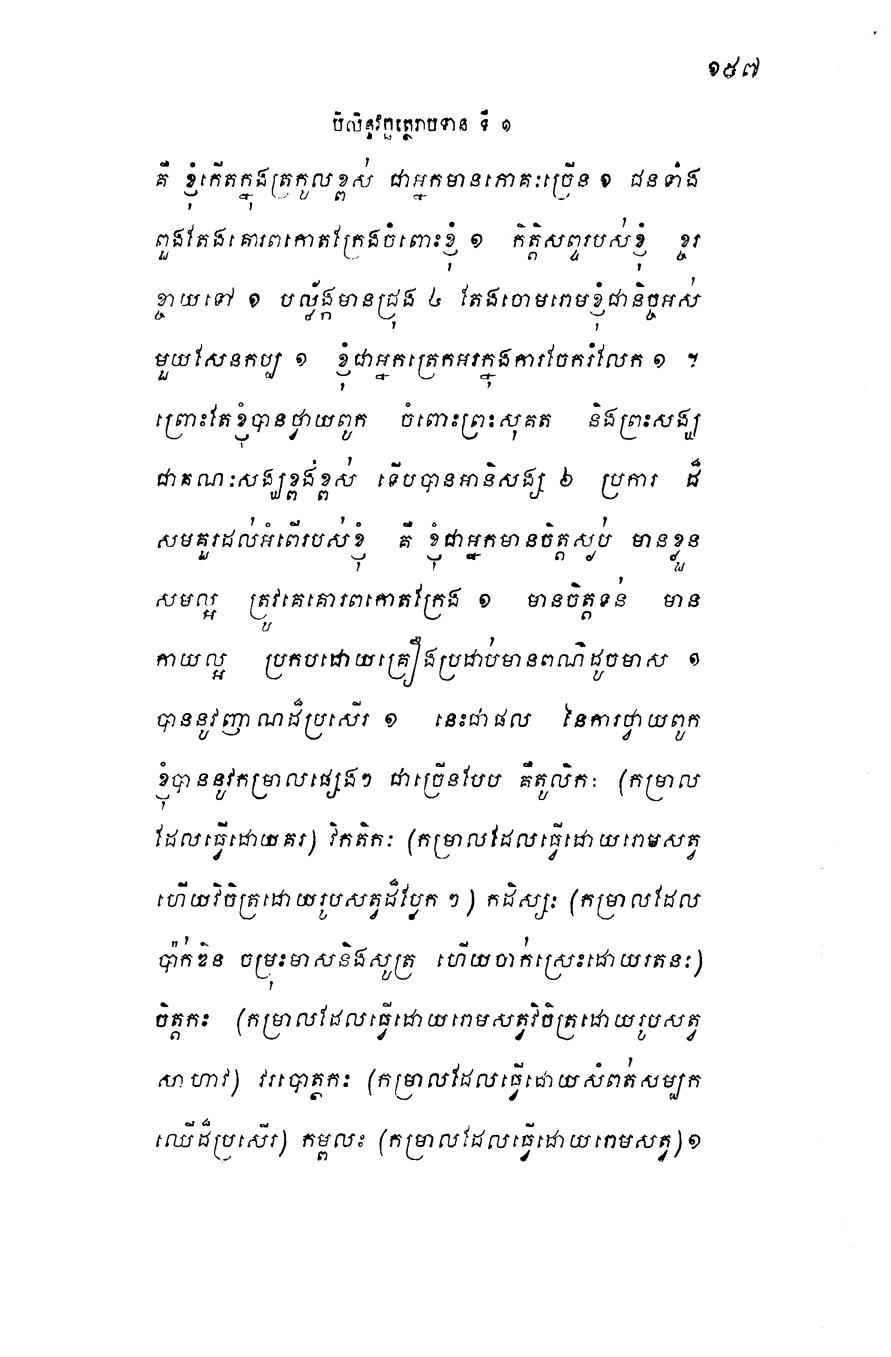 ១៥៧
បិលិន្ទវច្ឆត្ថេរាបទាន ទី ១
គឺ ខ្ញុំកើតក្នុងត្រកូលខ្ពស់ ជាអ្នកមានភោគៈច្រើន ១ ជនទាំង
ពួងតែងគោរពកោតក្រែងចំពោះខ្ញុំ ១ កិត្តិសព្ទរបស់ខ្ញុំ ខ្ចរ
ខ្ចាយទៅ ១ បល្ល័ង្កមានជ្រុង ៤ តែងចោមរោមខ្ញុំជានិច្ចអស់
មួយសែនកប្ប ១ ខ្ញុំជាអ្នកត្រេកអរក្នុងការចែករំលែក ១ ។
ព្រោះតែខ្ញុំបានថ្វាយពូក ចំពោះព្រះសុគត និងព្រះសង្ឃ
ជាគណៈសង្ឃខ្ពង់ខ្ពស់ ទើបបានអានិសង្ស ៦ ប្រការ ដ៏
សមគួរដល់អំពើរបស់ខ្ញុំ គឺ ខ្ញុំជាអ្នកមានចិត្តស្ងប់ មានខ្លួន
សមល្អ ត្រូវគេគោរពកោតក្រែង ១ មានចិត្តទន់ មាន
កាយល្អ ប្រកបដោយគ្រឿងប្រដាប់មានពណ៌ដូចមាស ១
បាននូវញាណដ៏ប្រសើរ ១ នេះជាផល នៃការថ្វាយពូក
ខ្ញុំបាននូវកម្រាលផ្សេងៗ ជាច្រើនបែប គឺតូលិកៈ (កម្រាល
ដែលធ្វើដោយគរ) វិកតិកៈ (កម្រាលដែលធ្វើដោយរោមសត្វ
ហើយវិចិត្រដោយរូបសត្វដ៏ប្លែក ៗ) កដិស្សៈ (កម្រាលដែល
ប៉ាក់ឌិន ចម្រុះមាសនិងសូត្រ ហើយចាក់ស្រេះដោយរតនៈ)
ចិត្តកៈ (កម្រាលដែលធ្វើដោយរោមសត្វវិចិត្រដោយរូបសត្វ
សាហាវ) វរបោត្ថកៈ (កម្រាលដែលធ្វើដោយសំពត់សម្បក
ឈើដ៏ប្រសើរ) កម្ពលៈ (កម្រាលដែលធ្វើដោយរោមសត្វ)១